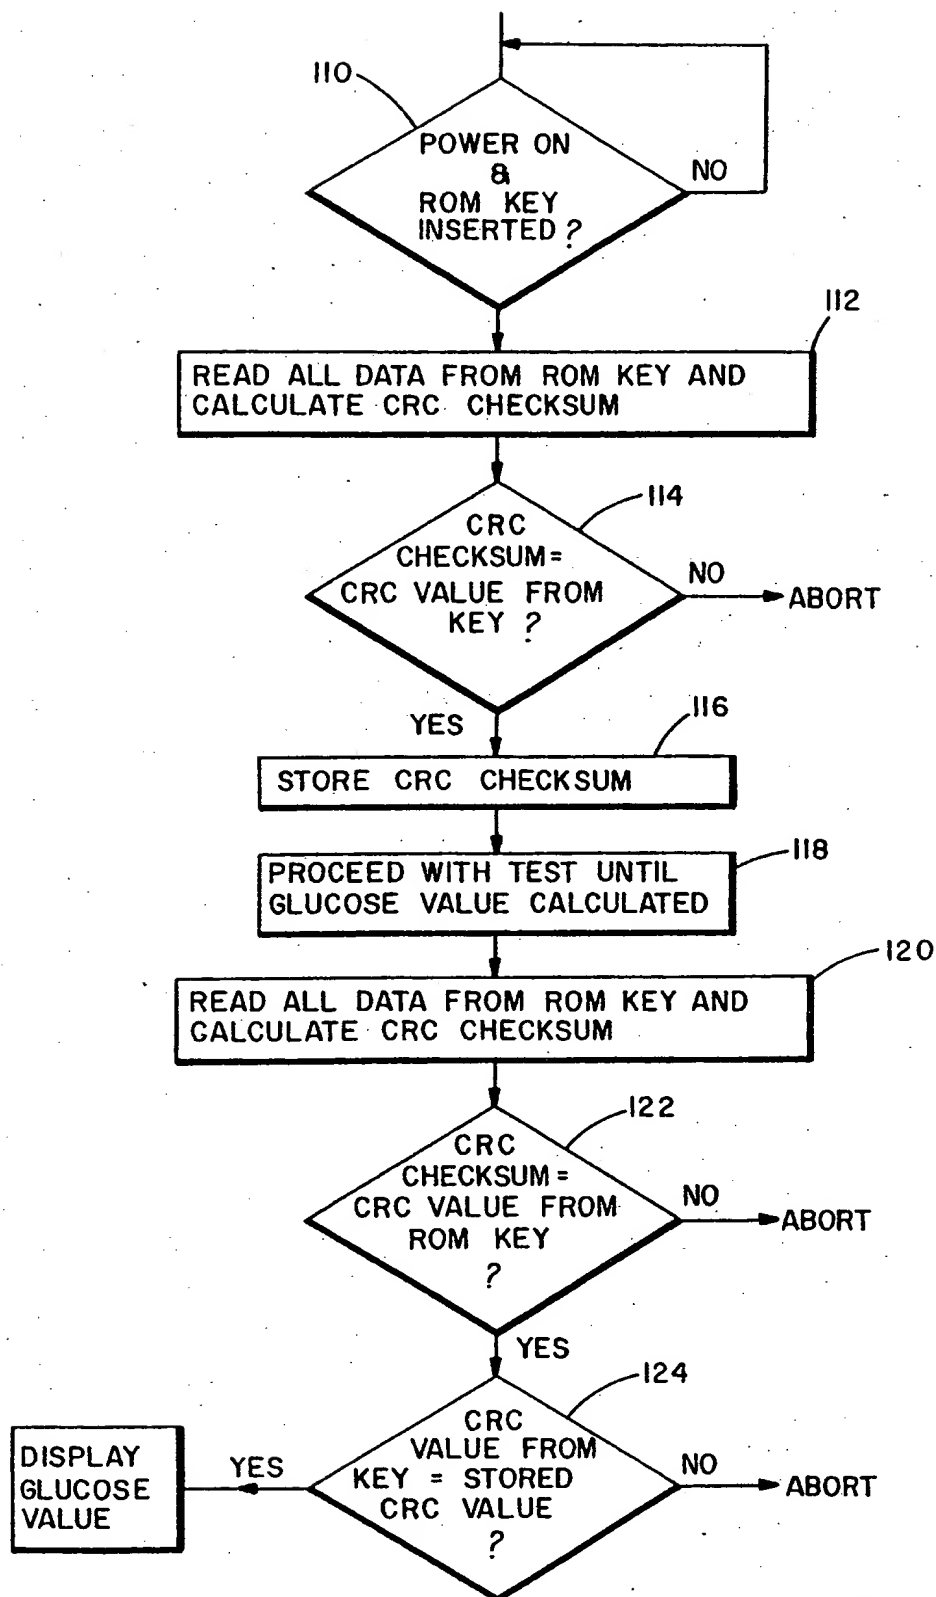 110
POWER ON
&
ROM KEY
INSERTED ?
NO
112
READ ALL DATA FROM ROM KEY AND
CALCULATE CRC CHECKSUM
114
CRC
CHECKSUM =
CRC VALUE FROM
KEY ?
NO
ABORT
YES
116
STORE CRC CHECKSUM
118
PROCEED WITH TEST UNTIL
GLUCOSE VALUE CALCULATED
120
READ ALL DATA FROM ROM KEY AND
CALCULATE CRC CHECKSUM
122
CRC
CHECKSUM =
CRC VALUE FROM
ROM KEY
?
NO
ABORT
YES
124
CRC
VALUE FROM
KEY = STORED
CRC VALUE
?
NO
ABORT
YES
DISPLAY
GLUCOSE
VALUE